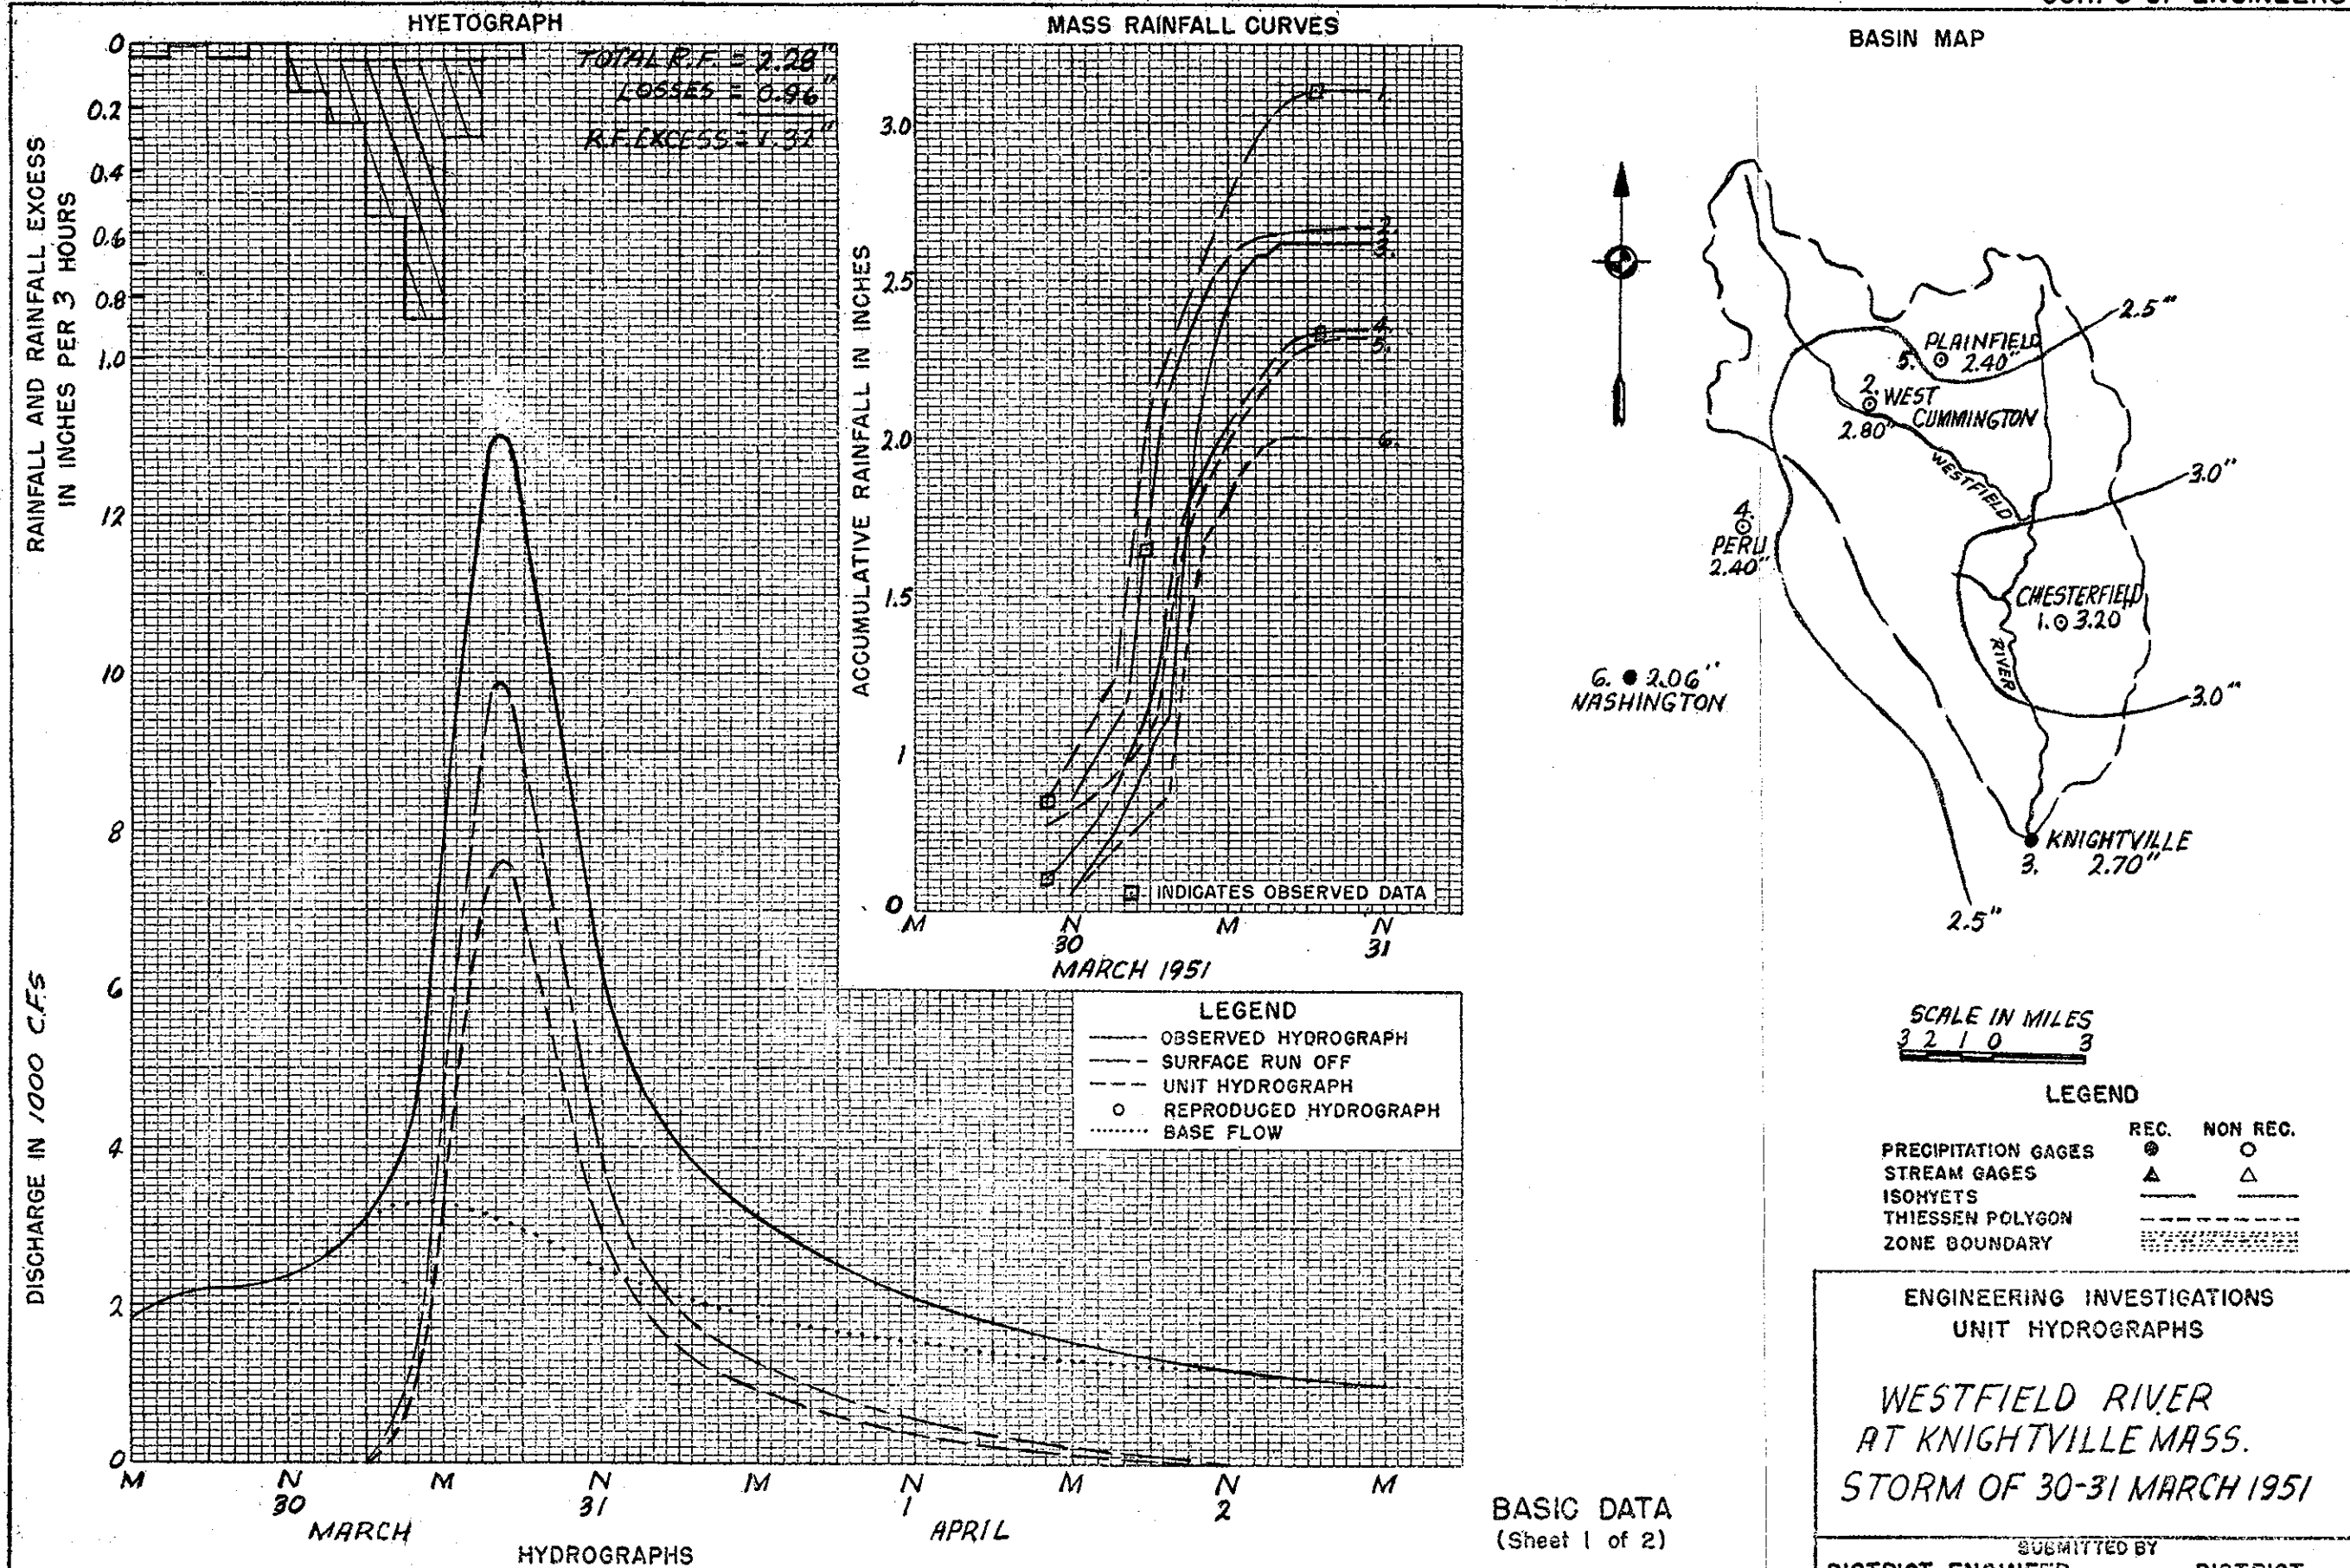 HYETOGRAPH
TOTAL R.F. = 2.28"
LOSSES = 0.96"
R.F. EXCESS = 1.32"
RAINFALL AND RAINFALL EXCESS
IN INCHES PER 3 HOURS
0
0.2
0.4
0.6
0.8
1.0
12
10
8
6
4
2
0
DISCHARGE IN 1000 C.F.S
M N M N M N M N M
30 31 1 2
MARCH APRIL
HYDROGRAPHS
MASS RAINFALL CURVES
ACCUMULATIVE RAINFALL IN INCHES
3.0
2.5
2.0
1.5
1
0
1.
2.
3.
4.
5.
6.
INDICATES OBSERVED DATA
M N M N
30 31
MARCH 1951
LEGEND
OBSERVED HYDROGRAPH
SURFACE RUN OFF
UNIT HYDROGRAPH
REPRODUCED HYDROGRAPH
BASE FLOW
BASIC DATA
(Sheet 1 of 2)
BASIN MAP
2.5"
PLAINFIELD
5. 2.40"
2. WEST
CUMMINGTON
2.80"
WESTFIELD
3.0"
4.
PERU
2.40"
CHESTERFIELD
1. 3.20
RIVER
6. 2.06"
WASHINGTON
3.0"
KNIGHTVILLE
3. 2.70"
2.5"
SCALE IN MILES
3 2 1 0 3
LEGEND
REC. NON REC.
PRECIPITATION GAGES
STREAM GAGES
ISOHYETS
THIESSEN POLYGON
ZONE BOUNDARY
ENGINEERING INVESTIGATIONS
UNIT HYDROGRAPHS
WESTFIELD RIVER
AT KNIGHTVILLE MASS.
STORM OF 30-31 MARCH 1951
SUBMITTED BY